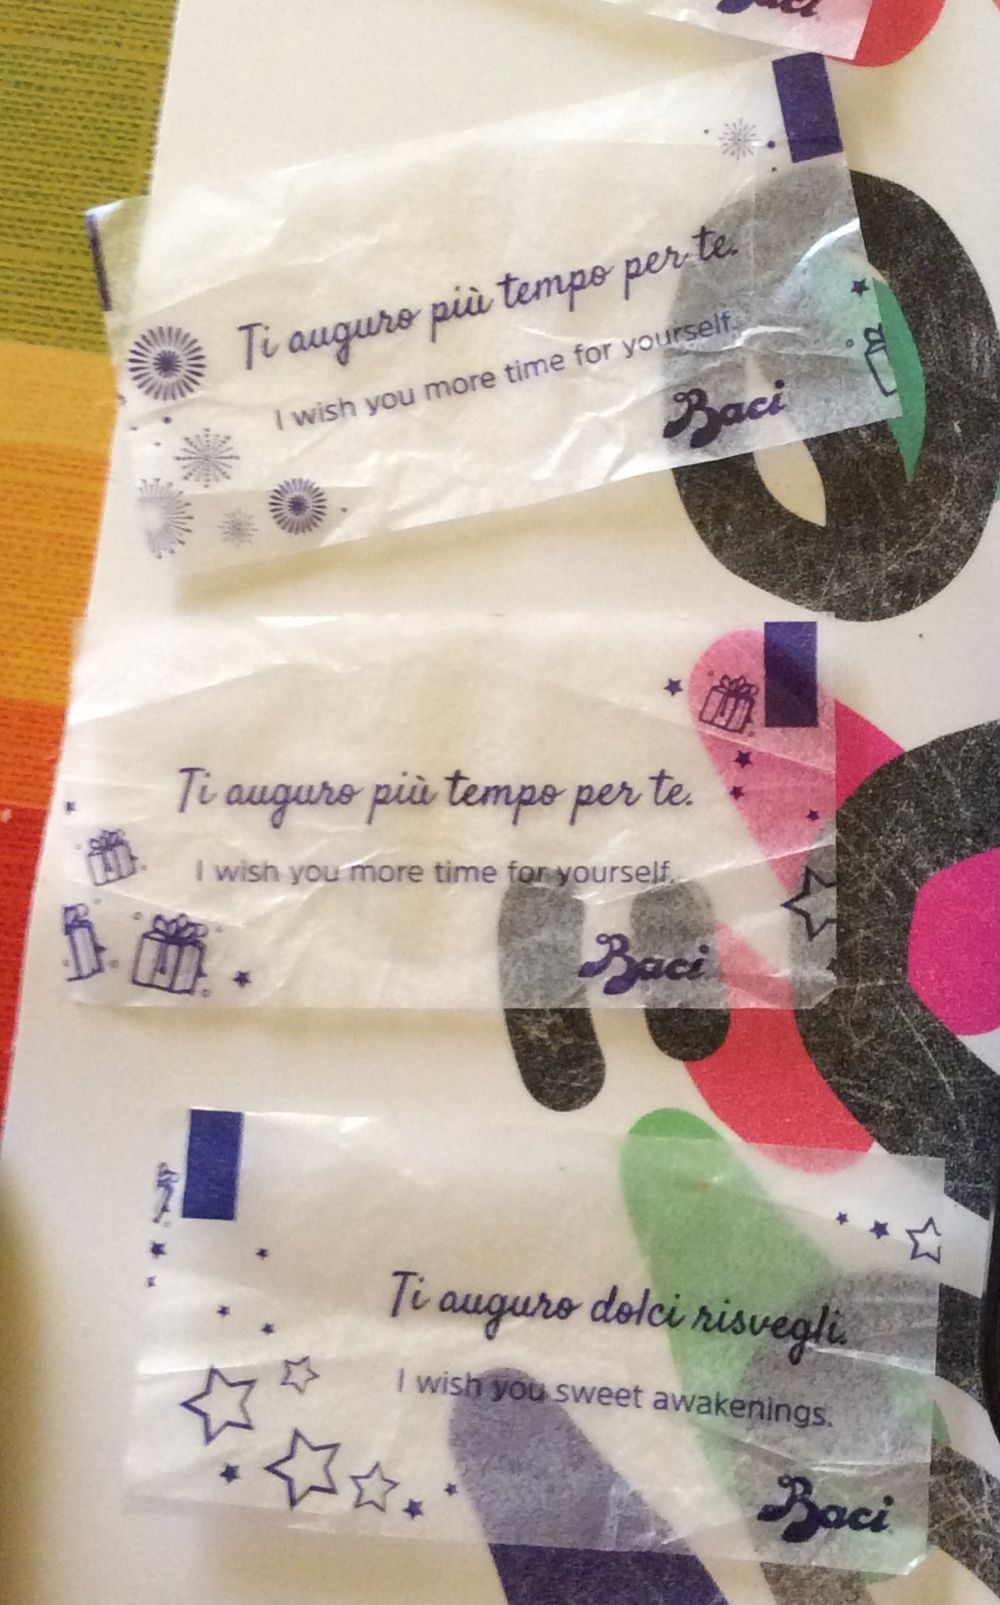 Baci
Ti auguro più tempo per te.
I wish you more time for yourself.
Baci
Ti auguro più tempo per te.
I wish you more time for yourself.
Baci
Ti auguro dolci risvegli.
I wish you sweet awakenings.
Baci